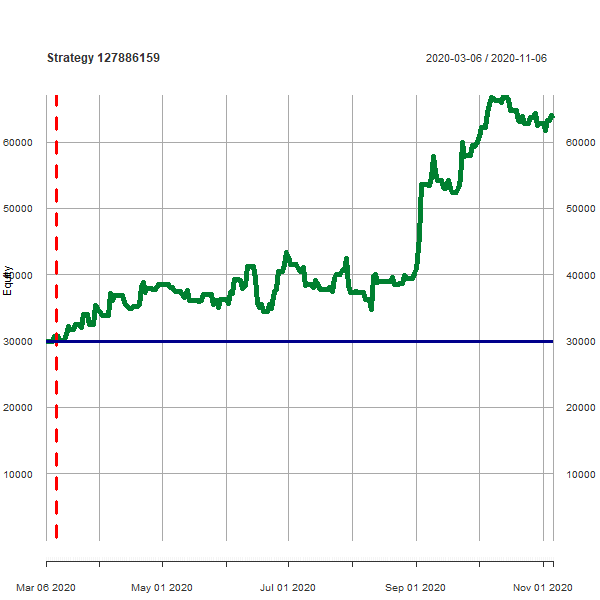 Strategy 127886159
2020-03-06 / 2020-11-06
Equity
60000
60000
50000
50000
40000
40000
30000
30000
20000
20000
10000
10000
Mar 06 2020
May 01 2020
Jul 01 2020
Sep 01 2020
Nov 01 2020